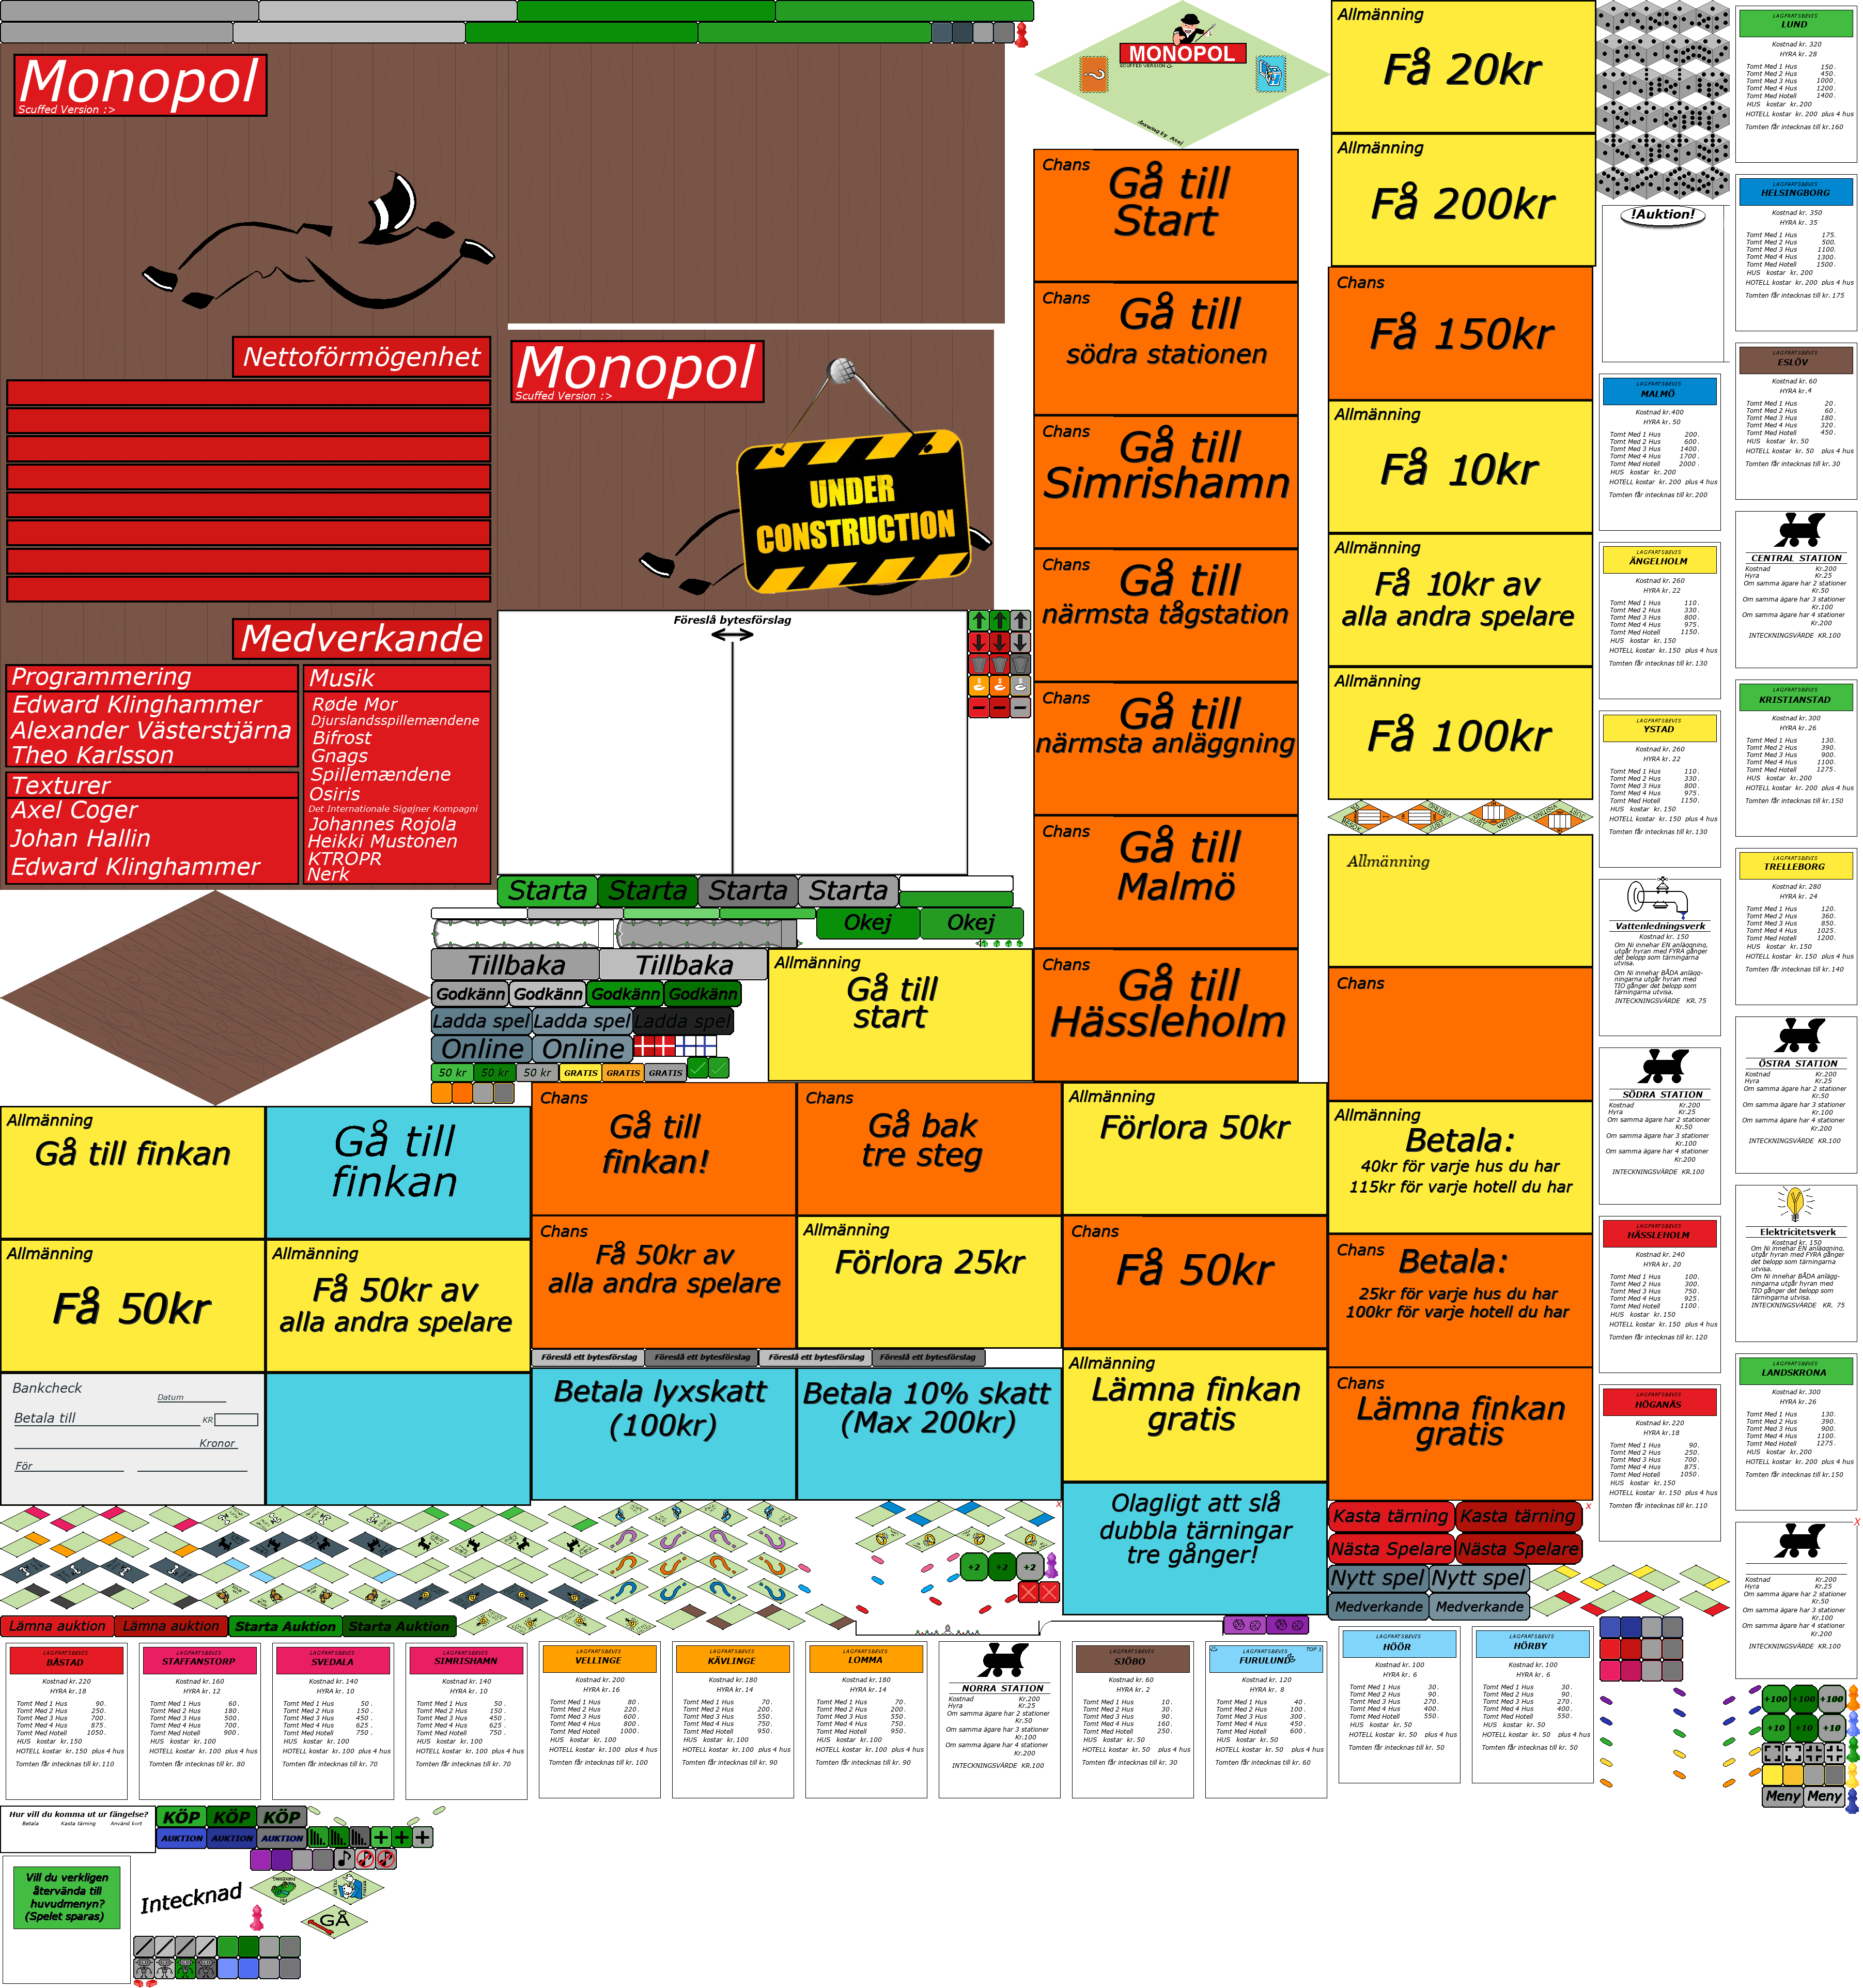 Monopol
Scuffed Version :>
Nettoförmögenhet
Monopol
Scuffed Version :>
UNDER
CONSTRUCTION
Medverkande
Programmering
Edward Klinghammer
Alexander Västerstjärna
Theo Karlsson
Texturer
Axel Coger
Johan Hallin
Edward Klinghammer
Musik
Røde Mor
Djurslandsspillemændene
Bifrost
Gnags
Spillemændene
Osiris
Det Internationale Sigøjner Kompagni
Johannes Rojola
Heikki Mustonen
KTROPR
Nerk
Föreslå bytesförslag
Starta Starta Starta Starta
Okej Okej
Tillbaka Tillbaka
Godkänn Godkänn Godkänn Godkänn
Ladda spel Ladda spel Ladda spel
Online Online
50 kr 50 kr 50 kr GRATIS GRATIS GRATIS
MONOPOL
SCUFFED VERSION
drawing by Axel
Chans
Gå till
Start
Chans
Gå till
södra stationen
Chans
Gå till
Simrishamn
Chans
Gå till
närmsta tågstation
Chans
Gå till
närmsta anläggning
Chans
Gå till
Malmö
Chans
Gå till
Hässleholm
Allmänning
Gå till
start
Allmänning
Få 20kr
Allmänning
Få 200kr
Chans
Få 150kr
Allmänning
Få 10kr
Allmänning
Få 10kr av
alla andra spelare
Allmänning
Få 100kr
Allmänning
Chans
Allmänning
Betala:
40kr för varje hus du har
115kr för varje hotell du har
Chans
Betala:
25kr för varje hus du har
100kr för varje hotell du har
Chans
Lämna finkan
gratis
Allmänning
Gå till finkan
Gå till
finkan
Chans
Gå till
finkan!
Chans
Gå bak
tre steg
Allmänning
Förlora 50kr
Allmänning
Få 50kr
Allmänning
Få 50kr av
alla andra spelare
Chans
Få 50kr av
alla andra spelare
Allmänning
Förlora 25kr
Chans
Få 50kr
Föreslå ett bytesförslag Föreslå ett bytesförslag Föreslå ett bytesförslag Föreslå ett bytesförslag
Bankcheck
Datum
Betala till
KR
Kronor
För
Betala lyxskatt
(100kr)
Betala 10% skatt
(Max 200kr)
Allmänning
Lämna finkan
gratis
Olagligt att slå
dubbla tärningar
tre gånger!
!Auktion!
LAGFARTSBEVIS
LUND
Kostnad kr. 320
HYRA kr. 28
Tomt Med 1 Hus 150.
Tomt Med 2 Hus 450.
Tomt Med 3 Hus 1000.
Tomt Med 4 Hus 1200.
Tomt Med Hotell 1400.
HUS kostar kr.200
HOTELL kostar kr.200 plus 4 hus
Tomten får intecknas till kr.160
LAGFARTSBEVIS
HELSINGBORG
Kostnad kr. 350
HYRA kr. 35
Tomt Med 1 Hus 175.
Tomt Med 2 Hus 500.
Tomt Med 3 Hus 1100.
Tomt Med 4 Hus 1300.
Tomt Med Hotell 1500.
HUS kostar kr. 200
HOTELL kostar kr. 200 plus 4 hus
Tomten får intecknas till kr. 175
LAGFARTSBEVIS
ESLÖV
Kostnad kr. 60
HYRA kr.4
Tomt Med 1 Hus 20.
Tomt Med 2 Hus 60.
Tomt Med 3 Hus 180.
Tomt Med 4 Hus 320.
Tomt Med Hotell 450.
HUS kostar kr. 50
HOTELL kostar kr. 50 plus 4 hus
Tomten får intecknas till kr. 30
LAGFARTSBEVIS
MALMÖ
Kostnad kr.400
HYRA kr. 50
Tomt Med 1 Hus 200.
Tomt Med 2 Hus 600.
Tomt Med 3 Hus 1400.
Tomt Med 4 Hus 1700.
Tomt Med Hotell 2000.
HUS kostar kr.200
HOTELL kostar kr.200 plus 4 hus
Tomten får intecknas till kr.200
CENTRAL STATION
Kostnad Kr.200
Hyra Kr.25
Om samma ägare har 2 stationer
Kr.50
Om samma ägare har 3 stationer
Kr.100
Om samma ägare har 4 stationer
Kr.200
INTECKNINGSVÄRDE KR.100
LAGFARTSBEVIS
ÄNGELHOLM
Kostnad kr. 260
HYRA kr. 22
Tomt Med 1 Hus 110.
Tomt Med 2 Hus 330.
Tomt Med 3 Hus 800.
Tomt Med 4 Hus 975.
Tomt Med Hotell 1150.
HUS kostar kr.150
HOTELL kostar kr.150 plus 4 hus
Tomten får intecknas till kr.130
LAGFARTSBEVIS
KRISTIANSTAD
Kostnad kr.300
HYRA kr.26
Tomt Med 1 Hus 130.
Tomt Med 2 Hus 390.
Tomt Med 3 Hus 900.
Tomt Med 4 Hus 1100.
Tomt Med Hotell 1275.
HUS kostar kr.200
HOTELL kostar kr.200 plus 4 hus
Tomten får intecknas till kr.150
LAGFARTSBEVIS
YSTAD
Kostnad kr. 260
HYRA kr. 22
Tomt Med 1 Hus 110.
Tomt Med 2 Hus 330.
Tomt Med 3 Hus 800.
Tomt Med 4 Hus 975.
Tomt Med Hotell 1150.
HUS kostar kr.150
HOTELL kostar kr.150 plus 4 hus
Tomten får intecknas till kr.130
LAGFARTSBEVIS
TRELLEBORG
Kostnad kr. 280
HYRA kr. 24
Tomt Med 1 Hus 120.
Tomt Med 2 Hus 360.
Tomt Med 3 Hus 850.
Tomt Med 4 Hus 1025.
Tomt Med Hotell 1200.
HUS kostar kr.150
HOTELL kostar kr.150 plus 4 hus
Tomten får intecknas till kr.140
Vattenledningsverk
Kostnad kr. 150
Om Ni innehar EN anläggning,
utgår hyran med FYRA gånger
det belopp som tärningarna
utvisa.
Om Ni innehar BÅDA anlägg-
ningarna utgår hyran med
TIO gånger det belopp som
tärningarna utvisa.
INTECKNINGSVÄRDE KR. 75
ÖSTRA STATION
Kostnad Kr.200
Hyra Kr.25
Om samma ägare har 2 stationer
Kr.50
Om samma ägare har 3 stationer
Kr.100
Om samma ägare har 4 stationer
Kr.200
INTECKNINGSVÄRDE KR.100
SÖDRA STATION
Kostnad Kr.200
Hyra Kr.25
Om samma ägare har 2 stationer
Kr.50
Om samma ägare har 3 stationer
Kr.100
Om samma ägare har 4 stationer
Kr.200
INTECKNINGSVÄRDE KR.100
Elektricitetsverk
Kostnad kr. 150
Om Ni innehar EN anläggning,
utgår hyran med FYRA gånger
det belopp som tärningarna
utvisa.
Om Ni innehar BÅDA anlägg-
ningarna utgår hyran med
TIO gånger det belopp som
tärningarna utvisa.
INTECKNINGSVÄRDE KR. 75
LAGFARTSBEVIS
HÄSSLEHOLM
Kostnad kr. 240
HYRA kr. 20
Tomt Med 1 Hus 100.
Tomt Med 2 Hus 300.
Tomt Med 3 Hus 750.
Tomt Med 4 Hus 925.
Tomt Med Hotell 1100.
HUS kostar kr.150
HOTELL kostar kr.150 plus 4 hus
Tomten får intecknas till kr.120
LAGFARTSBEVIS
LANDSKRONA
Kostnad kr.300
HYRA kr.26
Tomt Med 1 Hus 130.
Tomt Med 2 Hus 390.
Tomt Med 3 Hus 900.
Tomt Med 4 Hus 1100.
Tomt Med Hotell 1275.
HUS kostar kr.200
HOTELL kostar kr.200 plus 4 hus
Tomten får intecknas till kr.150
LAGFARTSBEVIS
HÖGANÄS
Kostnad kr.220
HYRA kr.18
Tomt Med 1 Hus 90.
Tomt Med 2 Hus 250.
Tomt Med 3 Hus 700.
Tomt Med 4 Hus 875.
Tomt Med Hotell 1050.
HUS kostar kr.150
HOTELL kostar kr.150 plus 4 hus
Tomten får intecknas till kr.110
Kostnad Kr.200
Hyra Kr.25
Om samma ägare har 2 stationer
Kr.50
Om samma ägare har 3 stationer
Kr.100
Om samma ägare har 4 stationer
Kr.200
INTECKNINGSVÄRDE KR.100
X
X
X
+2 +2 +2
Kasta tärning Kasta tärning
Nästa Spelare Nästa Spelare
Nytt spel Nytt spel
Medverkande Medverkande
Lämna auktion Lämna auktion Starta Auktion Starta Auktion
LAGFARTSBEVIS
BÅSTAD
Kostnad kr.220
HYRA kr.18
Tomt Med 1 Hus 90.
Tomt Med 2 Hus 250.
Tomt Med 3 Hus 700.
Tomt Med 4 Hus 875.
Tomt Med Hotell 1050.
HUS kostar kr.150
HOTELL kostar kr.150 plus 4 hus
Tomten får intecknas till kr.110
LAGFARTSBEVIS
STAFFANSTORP
Kostnad kr.160
HYRA kr.12
Tomt Med 1 Hus 60.
Tomt Med 2 Hus 180.
Tomt Med 3 Hus 500.
Tomt Med 4 Hus 700.
Tomt Med Hotell 900.
HUS kostar kr.100
HOTELL kostar kr.100 plus 4 hus
Tomten får intecknas till kr. 80
LAGFARTSBEVIS
SVEDALA
Kostnad kr.140
HYRA kr. 10
Tomt Med 1 Hus 50.
Tomt Med 2 Hus 150.
Tomt Med 3 Hus 450.
Tomt Med 4 Hus 625.
Tomt Med Hotell 750.
HUS kostar kr.100
HOTELL kostar kr.100 plus 4 hus
Tomten får intecknas till kr. 70
LAGFARTSBEVIS
SIMRISHAMN
Kostnad kr.140
HYRA kr. 10
Tomt Med 1 Hus 50.
Tomt Med 2 Hus 150.
Tomt Med 3 Hus 450.
Tomt Med 4 Hus 625.
Tomt Med Hotell 750.
HUS kostar kr.100
HOTELL kostar kr.100 plus 4 hus
Tomten får intecknas till kr. 70
LAGFARTSBEVIS
VELLINGE
Kostnad kr.200
HYRA kr.16
Tomt Med 1 Hus 80.
Tomt Med 2 Hus 220.
Tomt Med 3 Hus 600.
Tomt Med 4 Hus 800.
Tomt Med Hotell 1000.
HUS kostar kr.100
HOTELL kostar kr.100 plus 4 hus
Tomten får intecknas till kr. 100
LAGFARTSBEVIS
KÄVLINGE
Kostnad kr.180
HYRA kr.14
Tomt Med 1 Hus 70.
Tomt Med 2 Hus 200.
Tomt Med 3 Hus 550.
Tomt Med 4 Hus 750.
Tomt Med Hotell 950.
HUS kostar kr.100
HOTELL kostar kr.100 plus 4 hus
Tomten får intecknas till kr. 90
LAGFARTSBEVIS
LOMMA
Kostnad kr.180
HYRA kr.14
Tomt Med 1 Hus 70.
Tomt Med 2 Hus 200.
Tomt Med 3 Hus 550.
Tomt Med 4 Hus 750.
Tomt Med Hotell 950.
HUS kostar kr.100
HOTELL kostar kr.100 plus 4 hus
Tomten får intecknas till kr. 90
NORRA STATION
Kostnad Kr.200
Hyra Kr.25
Om samma ägare har 2 stationer
Kr.50
Om samma ägare har 3 stationer
Kr.100
Om samma ägare har 4 stationer
Kr.200
INTECKNINGSVÄRDE KR.100
LAGFARTSBEVIS
SJÖBO
Kostnad kr. 60
HYRA kr. 2
Tomt Med 1 Hus 10.
Tomt Med 2 Hus 30.
Tomt Med 3 Hus 90.
Tomt Med 4 Hus 160.
Tomt Med Hotell 250.
HUS kostar kr. 50
HOTELL kostar kr. 50 plus 4 hus
Tomten får intecknas till kr. 30
LAGFARTSBEVIS
TOP 1
FURULUND
Kostnad kr. 120
HYRA kr. 8
Tomt Med 1 Hus 40.
Tomt Med 2 Hus 100.
Tomt Med 3 Hus 300.
Tomt Med 4 Hus 450.
Tomt Med Hotell 600.
HUS kostar kr. 50
HOTELL kostar kr. 50 plus 4 hus
Tomten får intecknas till kr. 60
LAGFARTSBEVIS
HÖÖR
Kostnad kr.100
HYRA kr. 6
Tomt Med 1 Hus 30.
Tomt Med 2 Hus 90.
Tomt Med 3 Hus 270.
Tomt Med 4 Hus 400.
Tomt Med Hotell 550.
HUS kostar kr. 50
HOTELL kostar kr. 50 plus 4 hus
Tomten får intecknas till kr. 50
LAGFARTSBEVIS
HÖRBY
Kostnad kr.100
HYRA kr. 6
Tomt Med 1 Hus 30.
Tomt Med 2 Hus 90.
Tomt Med 3 Hus 270.
Tomt Med 4 Hus 400.
Tomt Med Hotell 550.
HUS kostar kr. 50
HOTELL kostar kr. 50 plus 4 hus
Tomten får intecknas till kr. 50
+100 +100 +100
+10 +10 +10
Meny Meny
Hur vill du komma ut ur fängelse?
Betala Kasta tärning Använd kort
KÖP KÖP KÖP
AUKTION AUKTION AUKTION
Vill du verkligen
återvända till
huvudmenyn?
(Spelet sparas)
Intecknad
GÅ